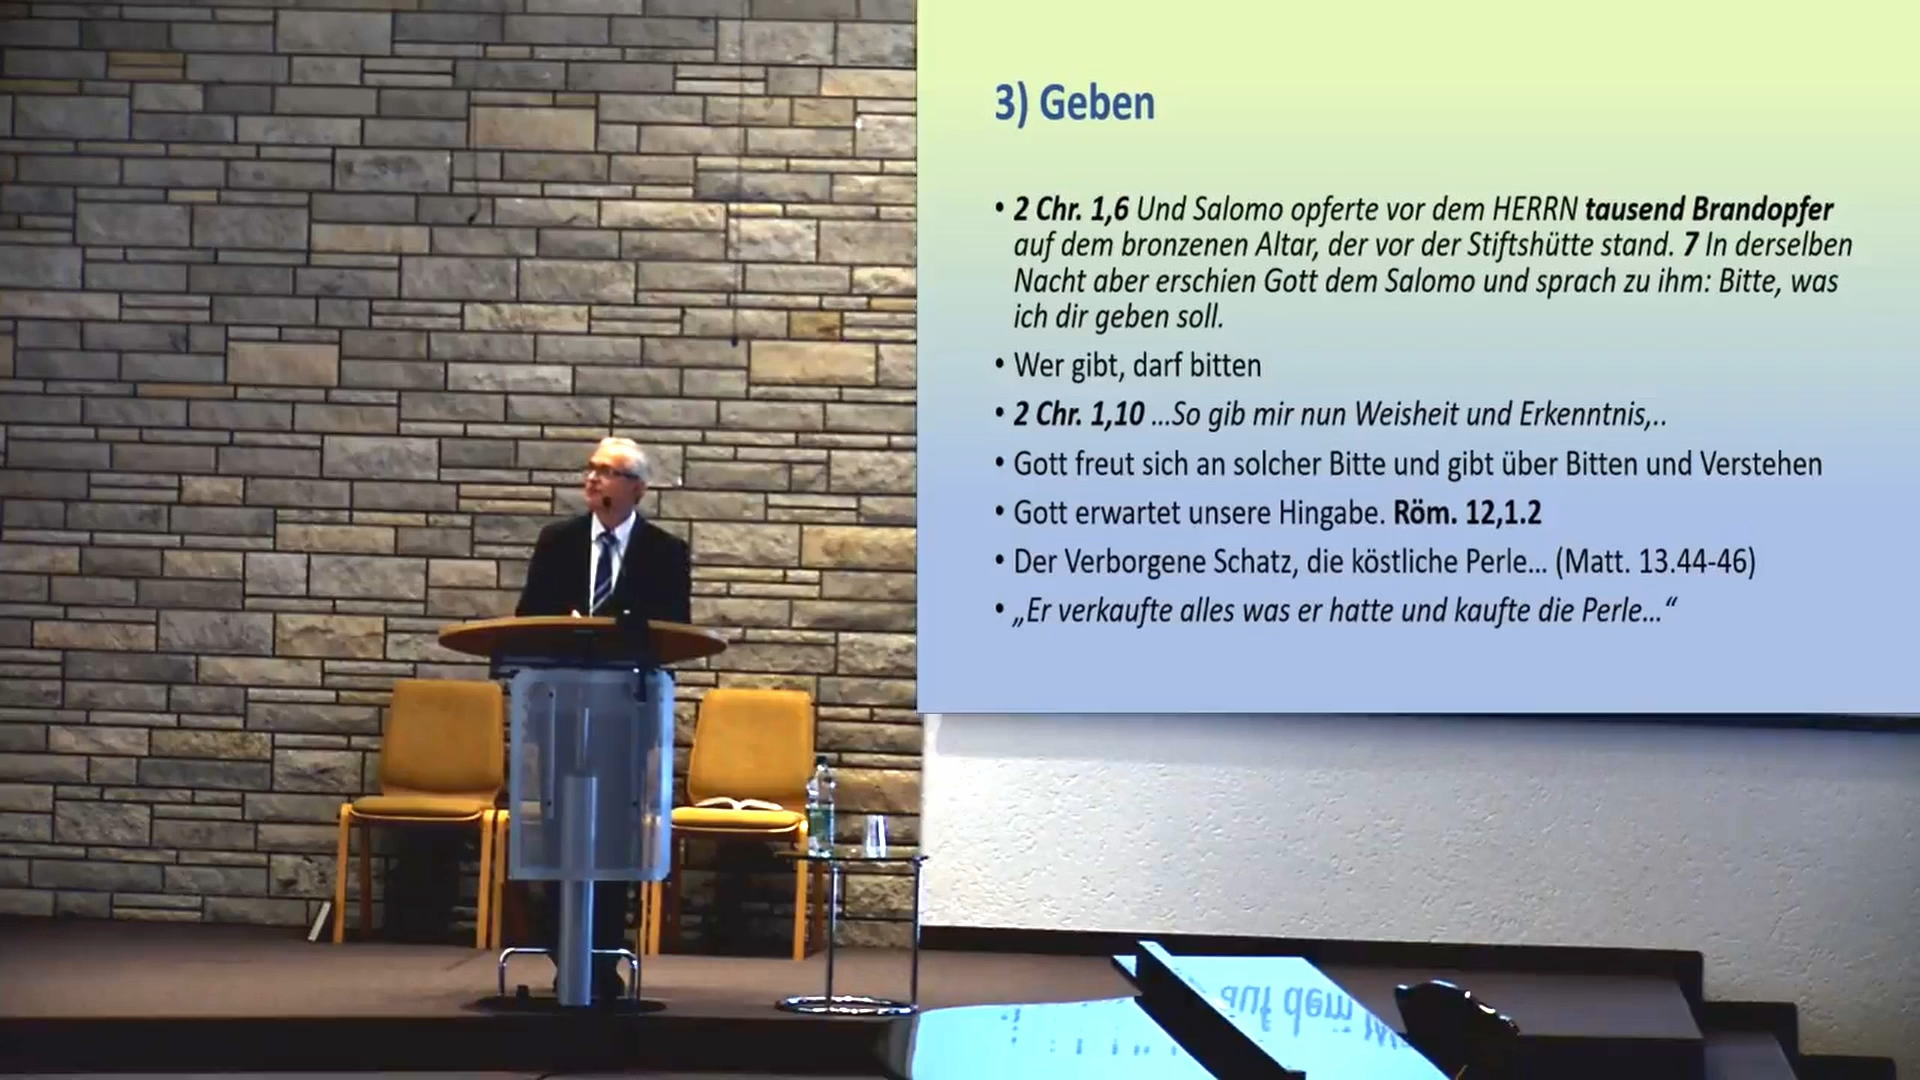 3) Geben
• 2 Chr. 1,6 Und Salomo opferte vor dem HERRN tausend Brandopfer
auf dem bronzenen Altar, der vor der Stiftshütte stand. 7 In derselben
Nacht aber erschien Gott dem Salomo und sprach zu ihm: Bitte, was
ich dir geben soll.
• Wer gibt, darf bitten
• 2 Chr. 1,10 ...So gib mir nun Weisheit und Erkenntnis,..
• Gott freut sich an solcher Bitte und gibt über Bitten und Verstehen
• Gott erwartet unsere Hingabe. Röm. 12,1.2
• Der Verborgene Schatz, die köstliche Perle... (Matt. 13.44-46)
• „Er verkaufte alles was er hatte und kaufte die Perle...“
auf dem